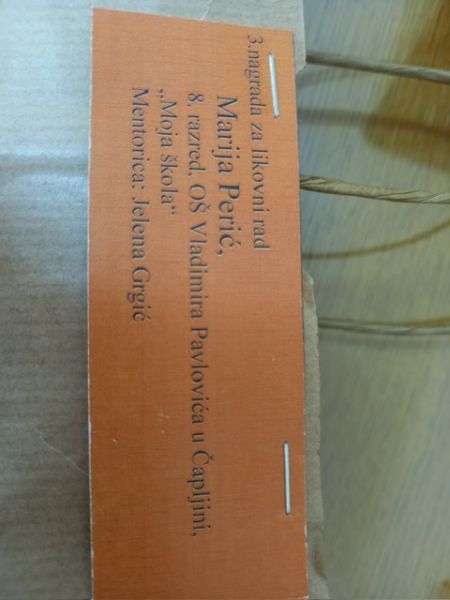 3.nagrada za likovni rad
Marija Perić,
8. razred, OŠ Vladimira Pavlovića u Čapljini,
„Moja škola“
Mentorica: Jelena Grgić